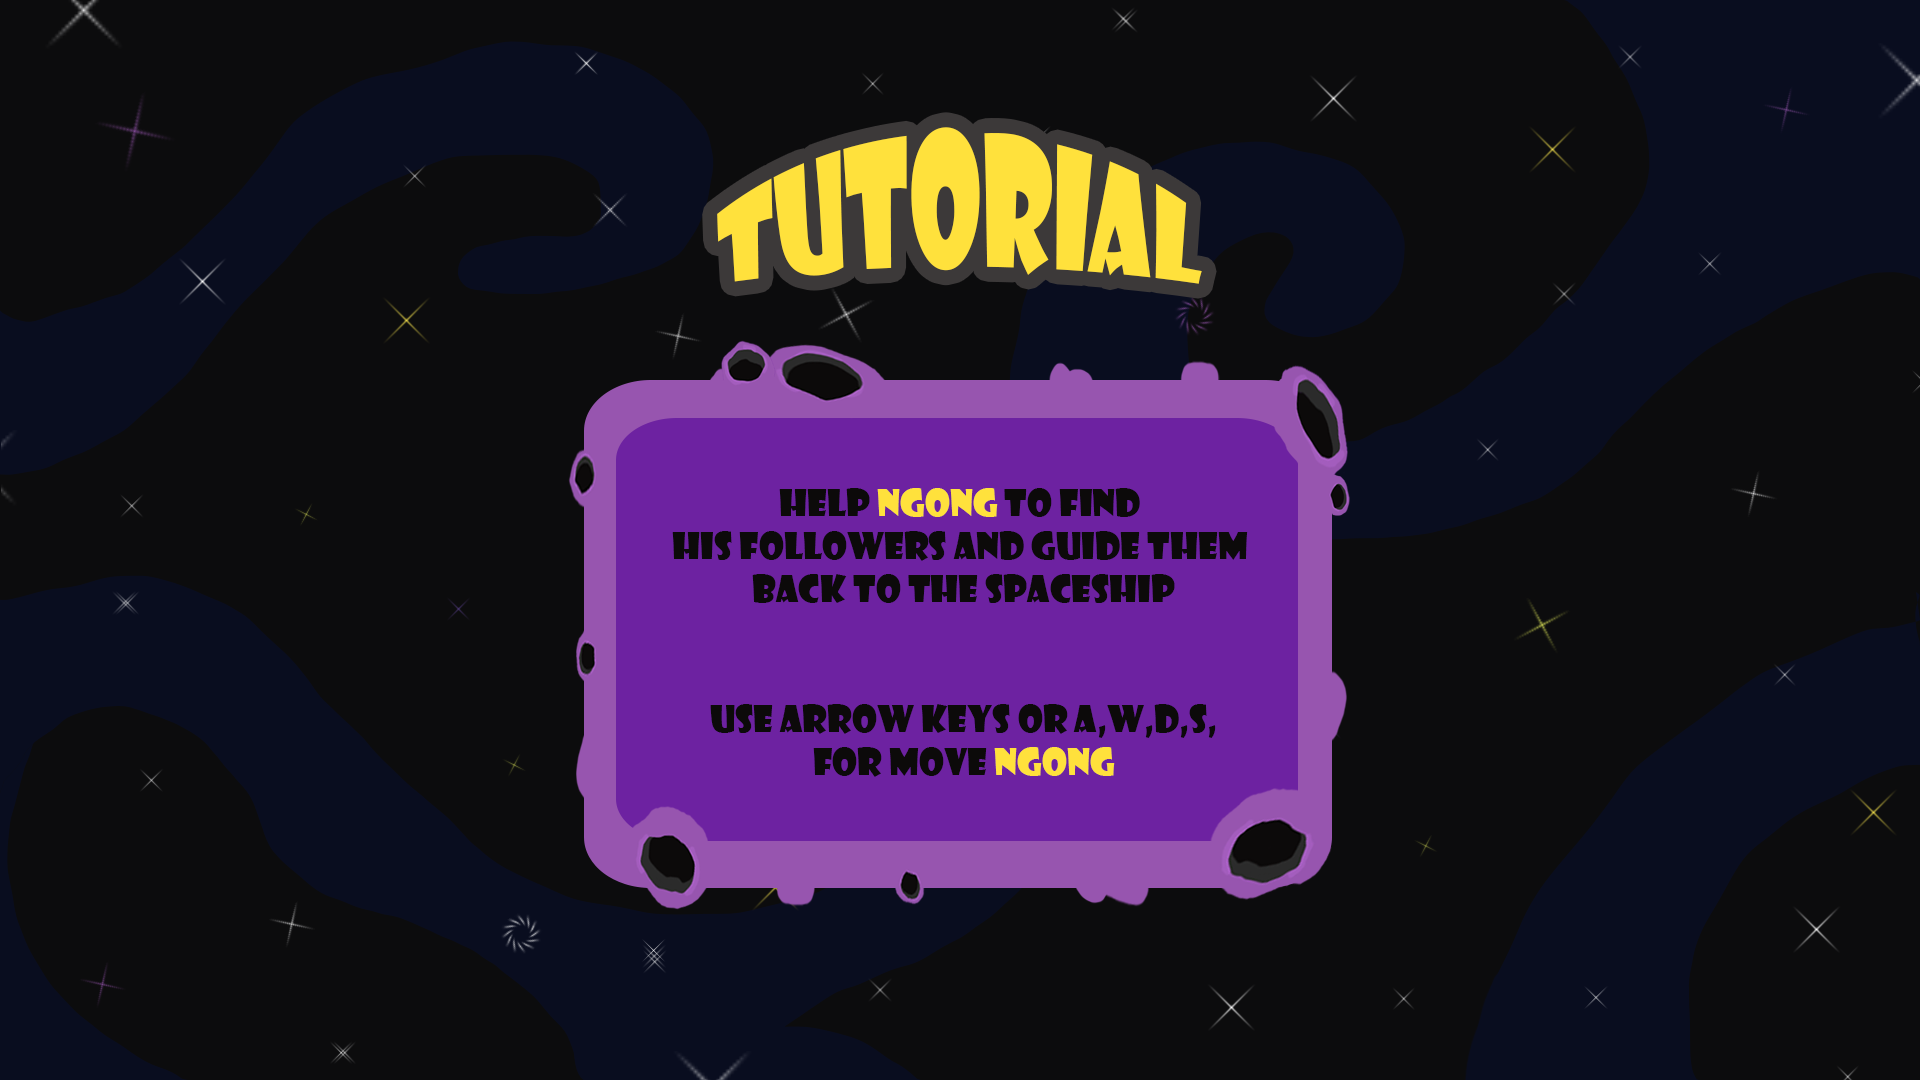 TUTORIAL
HELP NGONG TO FIND
HIS FOLLOWERS AND GUIDE THEM
BACK TO THE SPACESHIP
USE ARROW KEYS OR A,W,D,S,
FOR MOVE NGONG